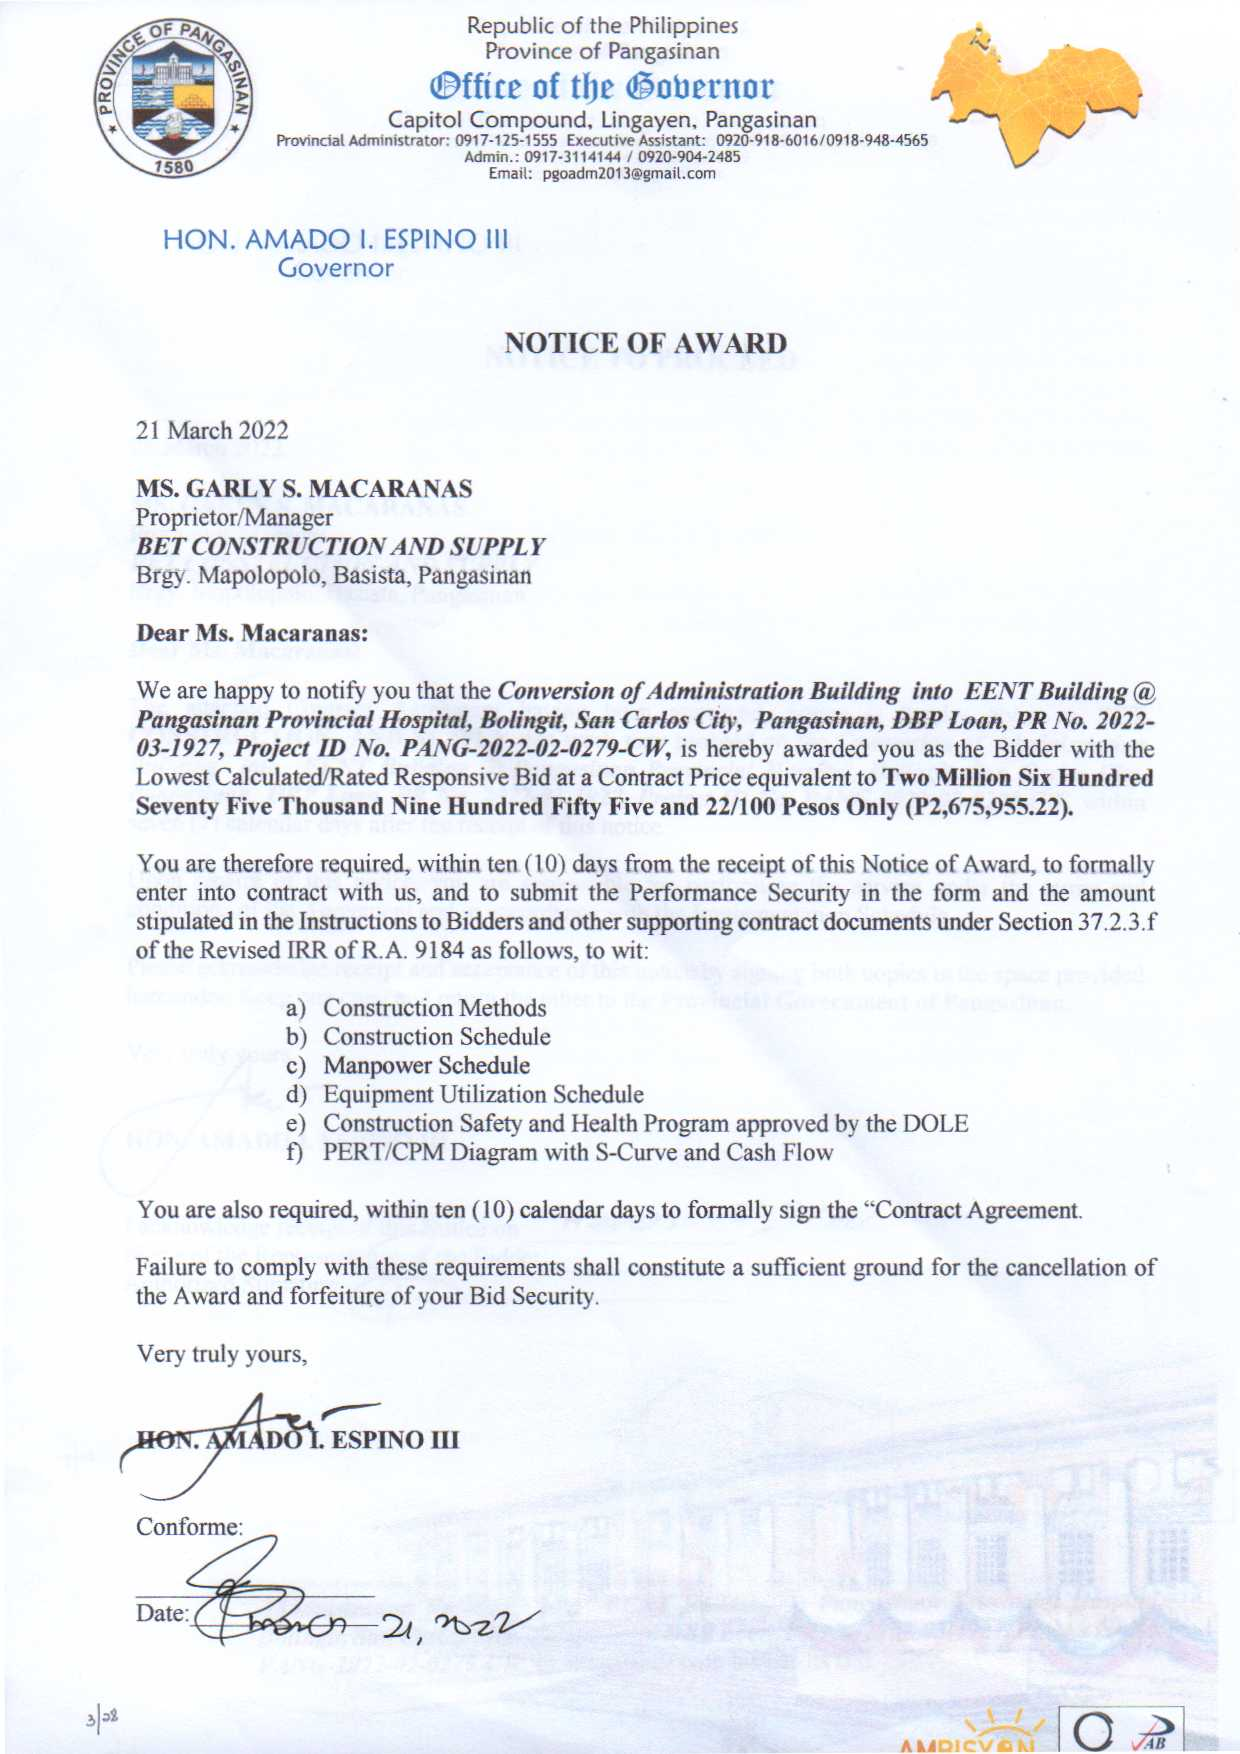 PROVINCE OF PANGASINAN
1580
Republic of the Philippines
Province of Pangasinan
Office of the Governor
Capitol Compound, Lingayen, Pangasinan
Provincial Administrator: 0917-125-1555 Executive Assistant: 0920-918-6016/0918-948-4565
Admin.: 0917-3114144 / 0920-904-2485
Email: pgoadm2013@gmail.com
HON. AMADO I. ESPINO III
Governor
NOTICE OF AWARD
NOTICE TO PROCEED
21 March 2022
MS. GARLY S. MACARANAS
Proprietor/Manager
BET CONSTRUCTION AND SUPPLY
Brgy. Mapolopolo, Basista, Pangasinan
Dear Ms. Macaranas:
We are happy to notify you that the Conversion of Administration Building into EENT Building @
Pangasinan Provincial Hospital, Bolingit, San Carlos City, Pangasinan, DBP Loan, PR No. 2022-
03-1927, Project ID No. PANG-2022-02-0279-CW, is hereby awarded you as the Bidder with the
Lowest Calculated/Rated Responsive Bid at a Contract Price equivalent to Two Million Six Hundred
Seventy Five Thousand Nine Hundred Fifty Five and 22/100 Pesos Only (P2,675,955.22).
You are therefore required, within ten (10) days from the receipt of this Notice of Award, to formally
enter into contract with us, and to submit the Performance Security in the form and the amount
stipulated in the Instructions to Bidders and other supporting contract documents under Section 37.2.3.f
of the Revised IRR of R.A. 9184 as follows, to wit:
a) Construction Methods
b) Construction Schedule
c) Manpower Schedule
d) Equipment Utilization Schedule
e) Construction Safety and Health Program approved by the DOLE
f) PERT/CPM Diagram with S-Curve and Cash Flow
You are also required, within ten (10) calendar days to formally sign the “Contract Agreement.
Failure to comply with these requirements shall constitute a sufficient ground for the cancellation of
the Award and forfeiture of your Bid Security.
Very truly yours,
HON. AMADO I. ESPINO III
Conforme:
Date: March 21, 2022
3/28
AMBISYON
AB